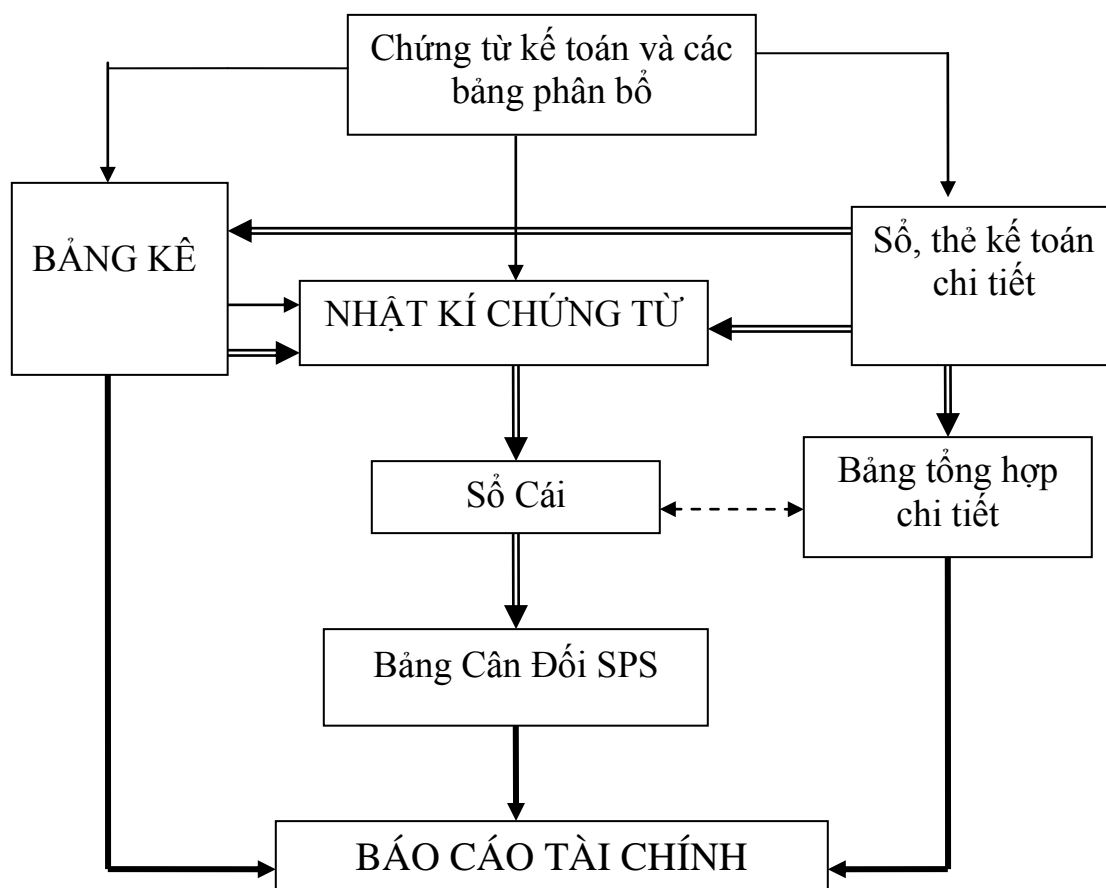 Chứng từ kế toán và các
bảng phân bổ
BẢNG KÊ
Sổ, thẻ kế toán
chi tiết
NHẬT KÍ CHỨNG TỪ
Sổ Cái
Bảng tổng hợp
chi tiết
Bảng Cân Đối SPS
BÁO CÁO TÀI CHÍNH